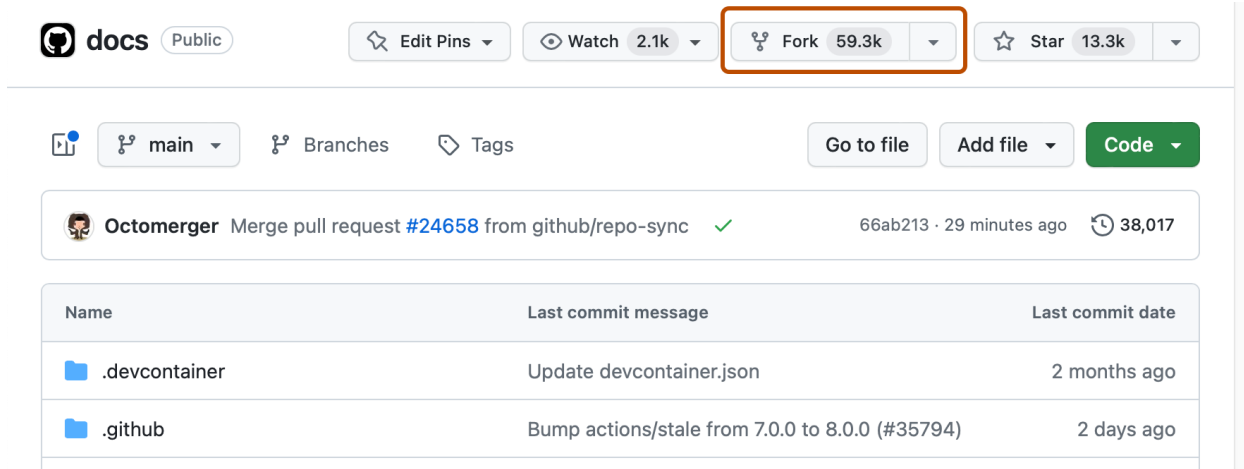 docs Public Edit Pins Watch 2.1k Fork 59.3k Star 13.3k
main Branches Tags Go to file Add file Code
Octomerger Merge pull request #24658 from github/repo-sync 66ab213 · 29 minutes ago 38,017
Name Last commit message Last commit date
.devcontainer Update devcontainer.json 2 months ago
.github Bump actions/stale from 7.0.0 to 8.0.0 (#35794) 2 days ago